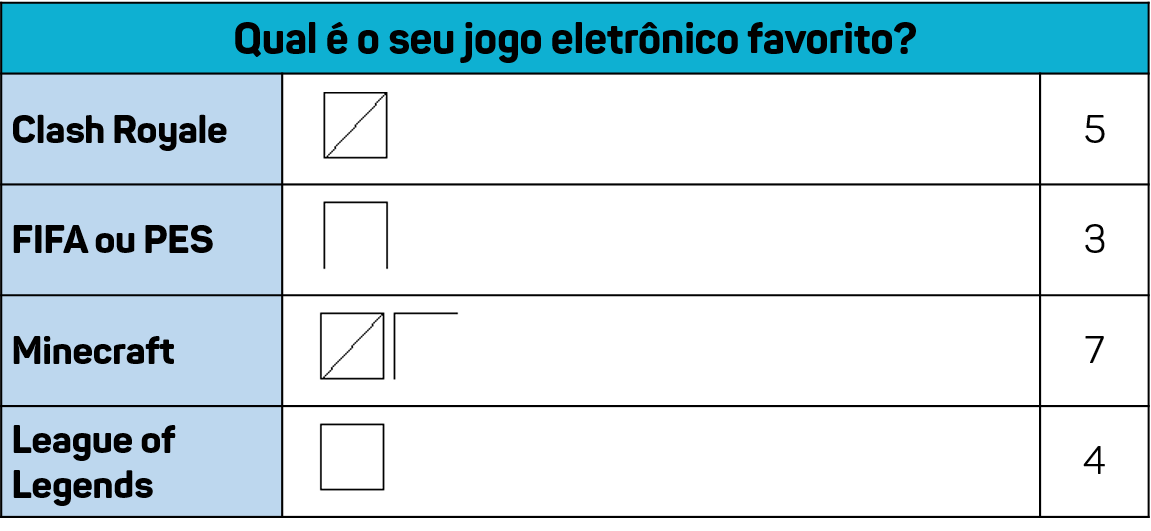 Qual é o seu jogo eletrônico favorito?
Clash Royale 5
FIFA ou PES 3
Minecraft 7
League of
Legends 4